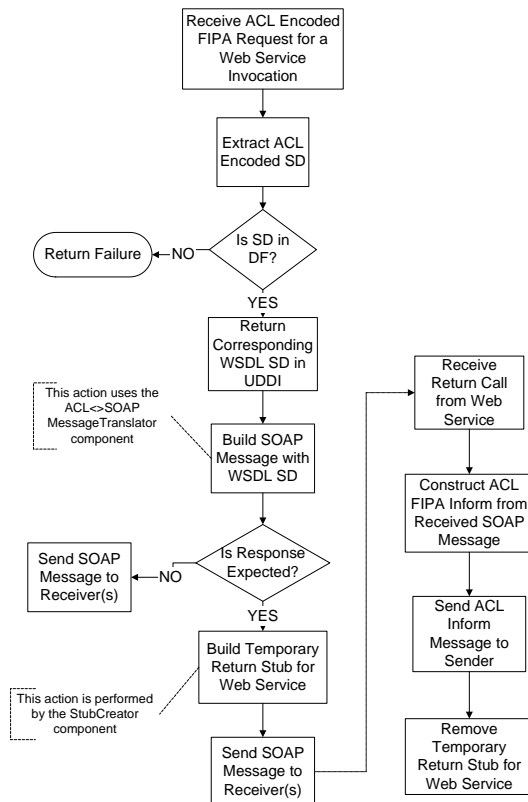 Receive ACL Encoded
FIPA Request for a
Web Service
Invocation
Extract ACL
Encoded SD
Is SD in
DF?
NO
Return Failure
YES
Return
Corresponding
WSDL SD in
UDDI
This action uses the
ACL<>SOAP
MessageTranslator
component
Build SOAP
Message with
WSDL SD
Is Response
Expected?
NO
Send SOAP
Message to
Receiver(s)
YES
Build Temporary
Return Stub for
Web Service
This action is performed
by the StubCreator
component
Send SOAP
Message to
Receiver(s)
Receive
Return Call
from Web
Service
Construct ACL
FIPA Inform from
Received SOAP
Message
Send ACL
Inform
Message to
Sender
Remove
Temporary
Return Stub for
Web Service